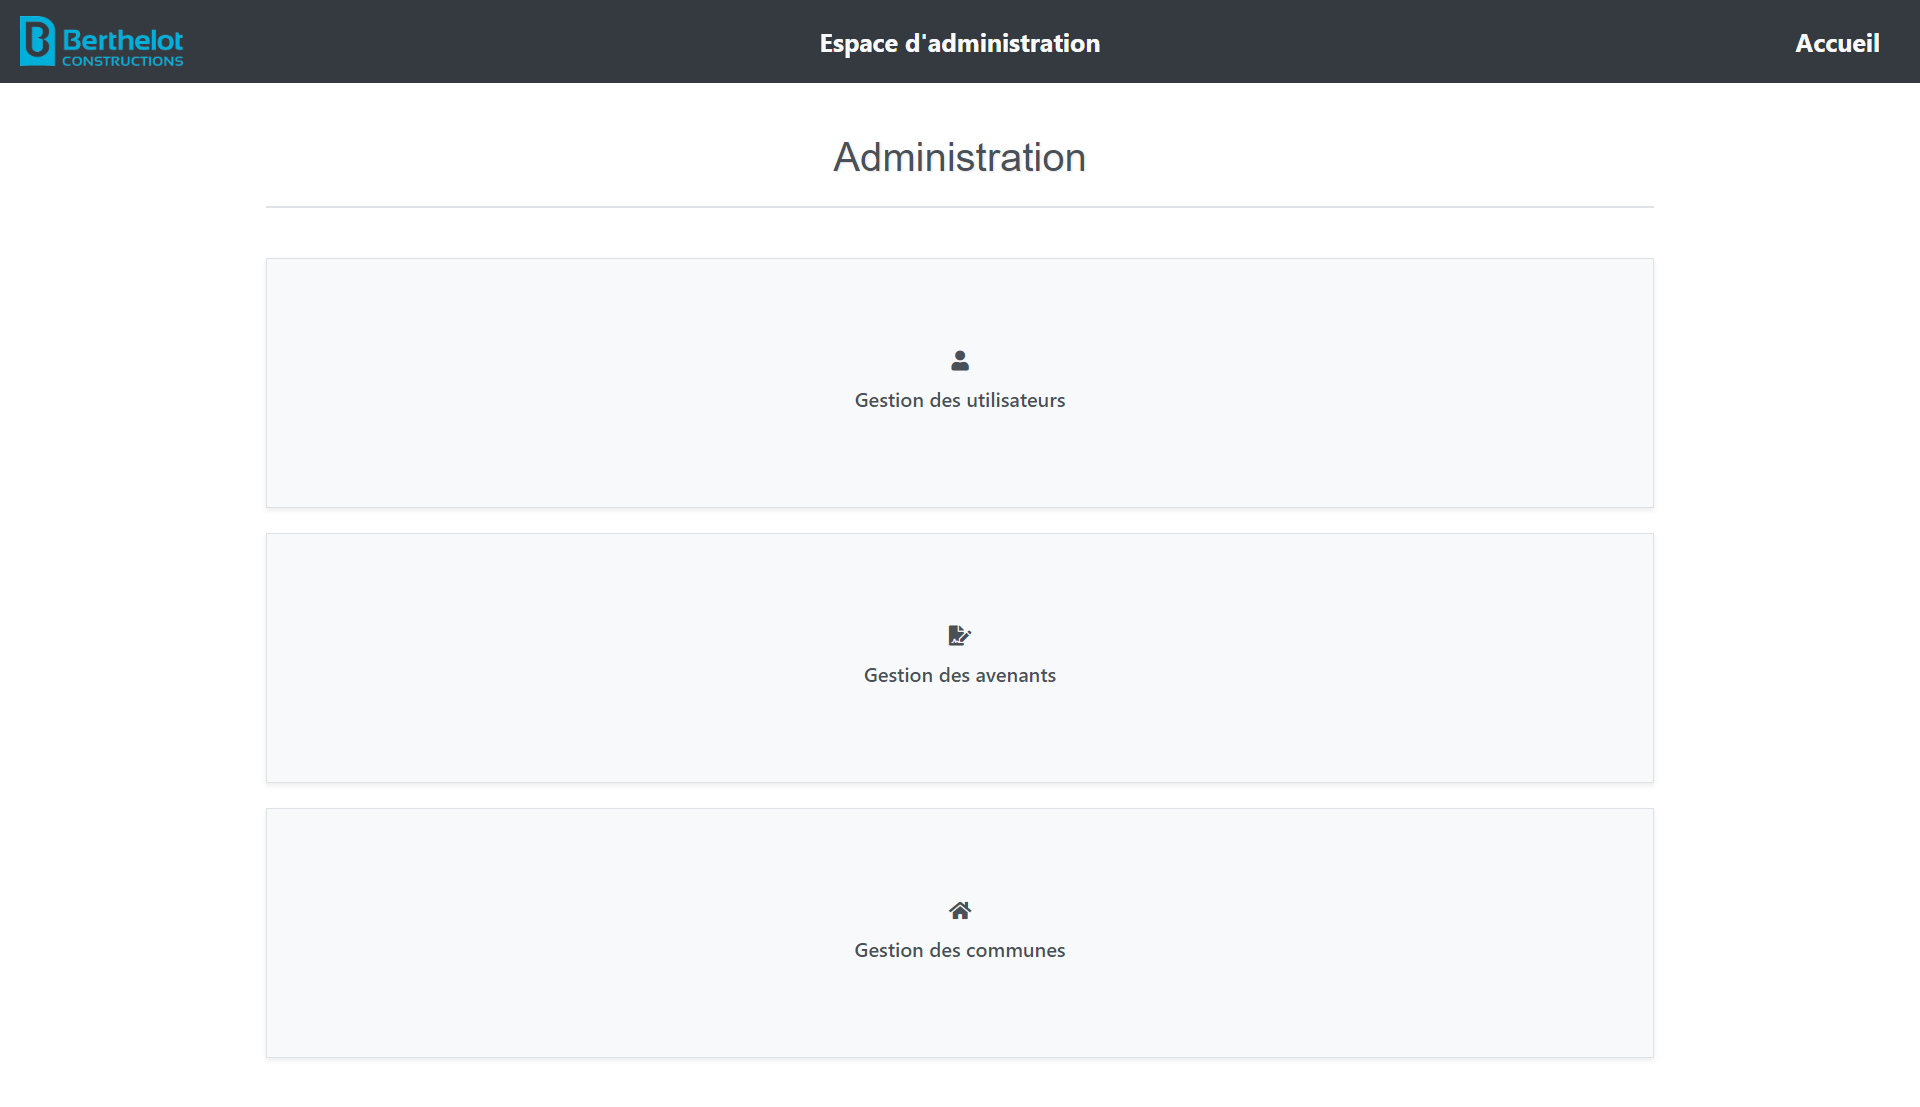 Berthelot
CONSTRUCTIONS
Espace d'administration
Accueil
Administration
Gestion des utilisateurs
Gestion des avenants
Gestion des communes